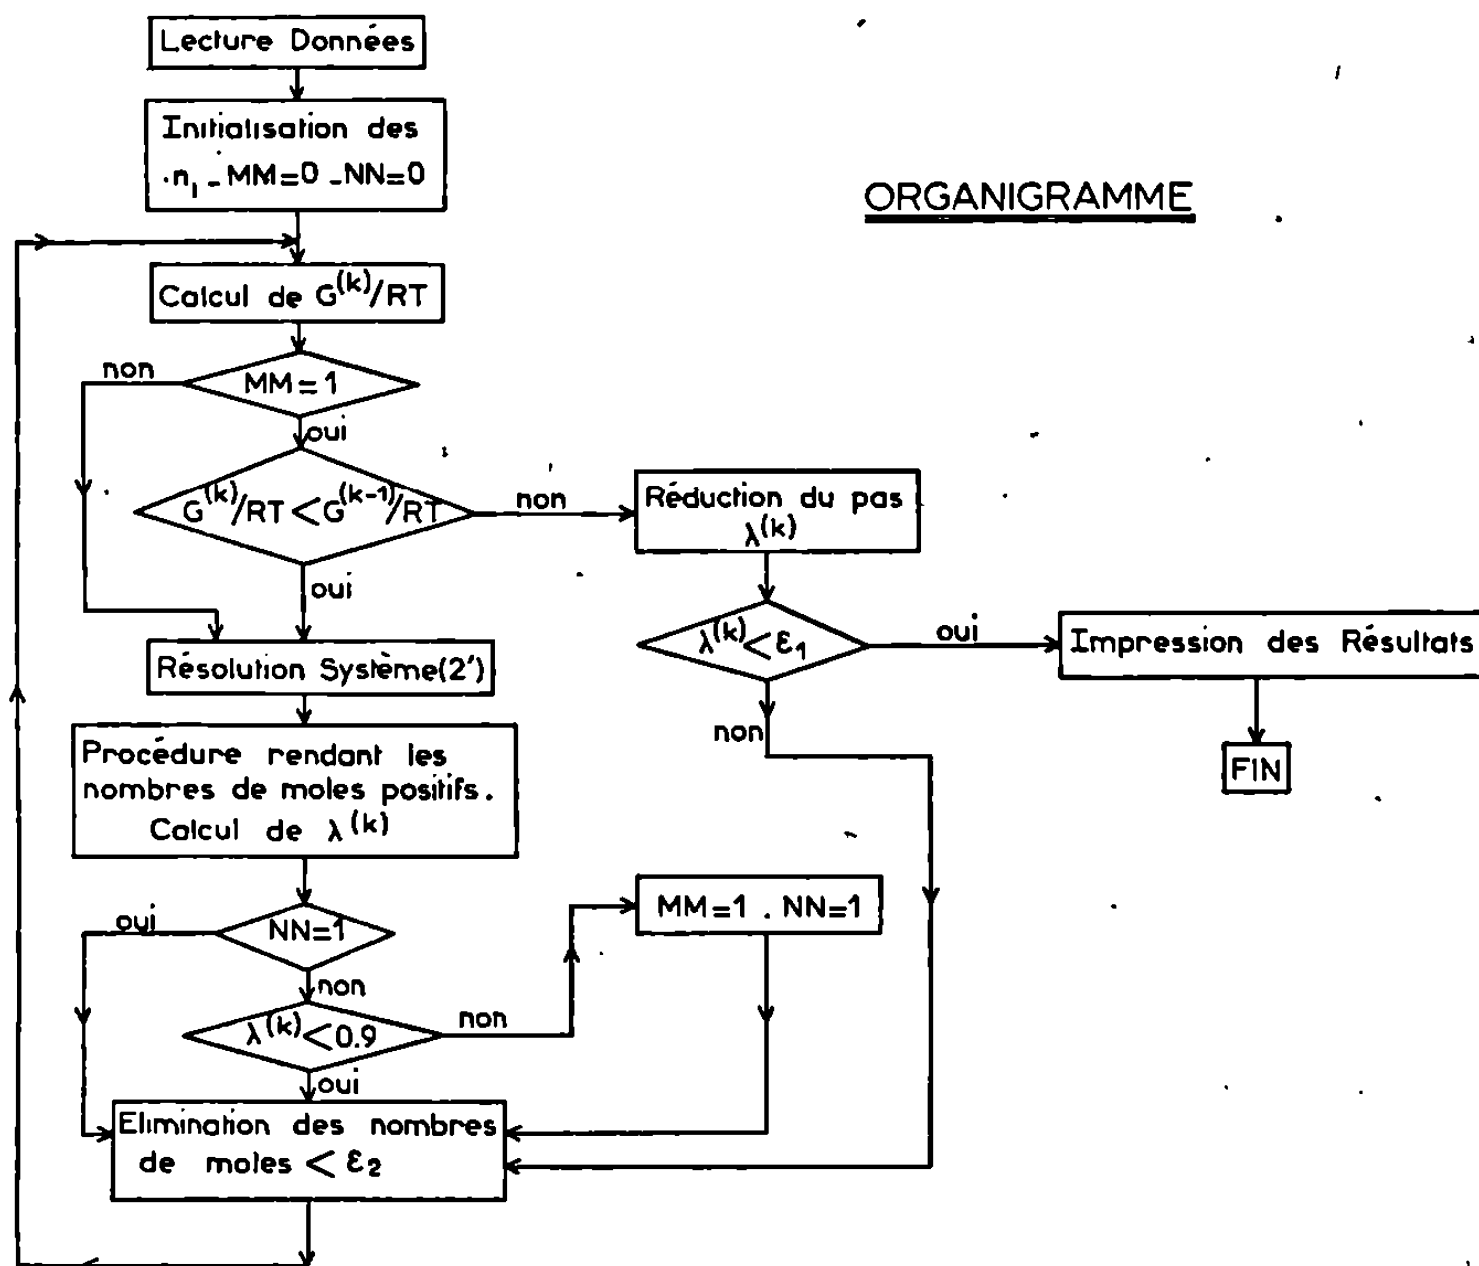 Lecture Données
Initialisation des
n_i - MM=0 - NN=0
ORGANIGRAMME
Calcul de G^(k)/RT
non
MM=1
oui
G^(k)/RT < G^(k-1)/RT
non
Réduction du pas
λ^(k)
oui
λ^(k) < ε₁
oui
Impression des Résultats
Résolution Système(2')
non
Procédure rendant les
nombres de moles positifs.
Calcul de λ^(k)
FIN
MM=1 . NN=1
oui
NN=1
non
λ^(k) < 0.9
non
oui
Elimination des nombres
de moles < ε₂